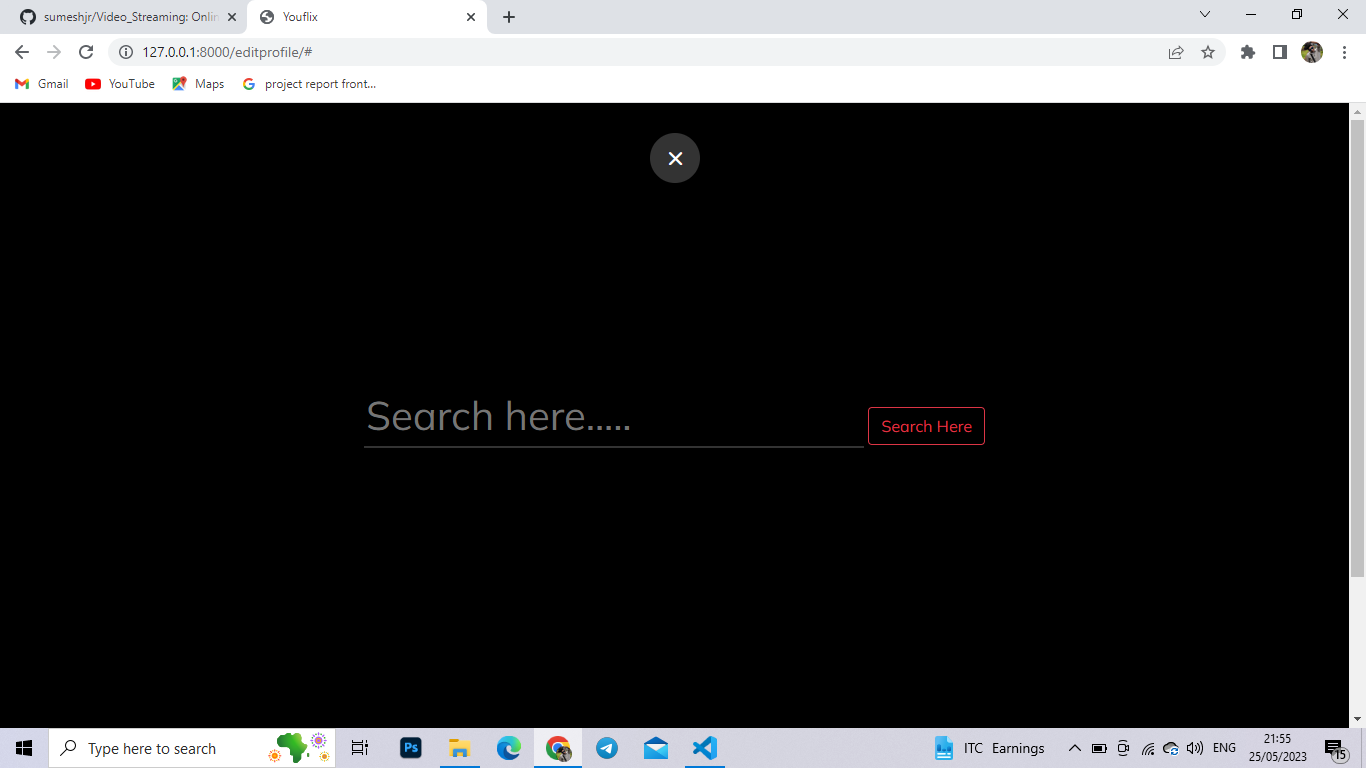 sumeshjr/Video_Streaming: Onlin
Youflix
127.0.0.1:8000/editprofile/#
Gmail
YouTube
Maps
project report front...
Search here.....
Search Here
Type here to search
Ps
ITC Earnings
ENG
21:55
25/05/2023
15